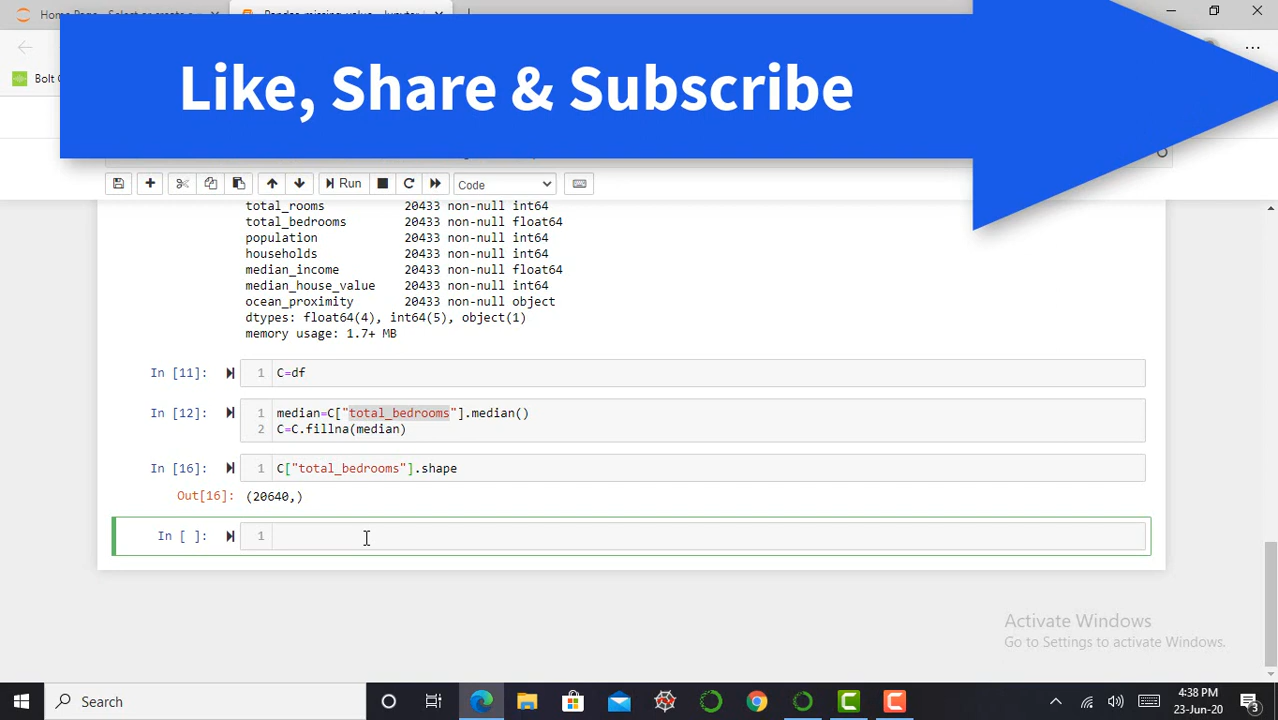 Like, Share & Subscribe
Bolt
Run
Code
total_rooms 20433 non-null int64
total_bedrooms 20433 non-null float64
population 20433 non-null int64
households 20433 non-null int64
median_income 20433 non-null float64
median_house_value 20433 non-null int64
ocean_proximity 20433 non-null object
dtypes: float64(4), int64(5), object(1)
memory usage: 1.7+ MB
In [11]: 1 C=df
In [12]: 1 median=C["total_bedrooms"].median()
2 C=C.fillna(median)
In [16]: 1 C["total_bedrooms"].shape
Out[16]: (20640,)
In [ ]: 1
Activate Windows
Go to Settings to activate Windows.
Search
4:38 PM
23-Jun-20
3